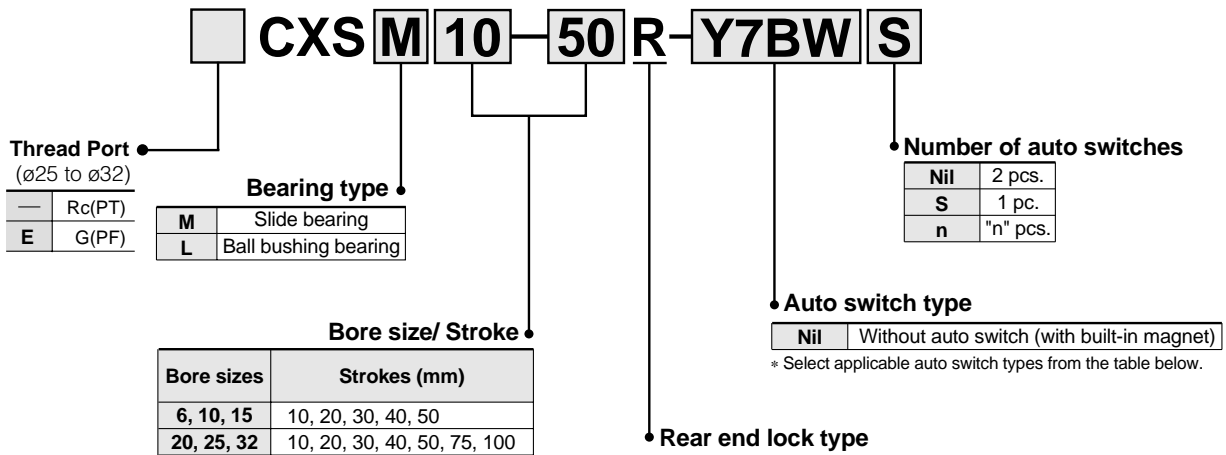 CXS M 10 — 50 R - Y7BW S
Thread Port
(ø25 to ø32)
— Rc(PT)
E G(PF)
Bearing type
M Slide bearing
L Ball bushing bearing
Number of auto switches
Nil 2 pcs.
S 1 pc.
n "n" pcs.
Auto switch type
Nil Without auto switch (with built-in magnet)
∗ Select applicable auto switch types from the table below.
Bore size/ Stroke
Bore sizes Strokes (mm)
6, 10, 15 10, 20, 30, 40, 50
20, 25, 32 10, 20, 30, 40, 50, 75, 100
Rear end lock type